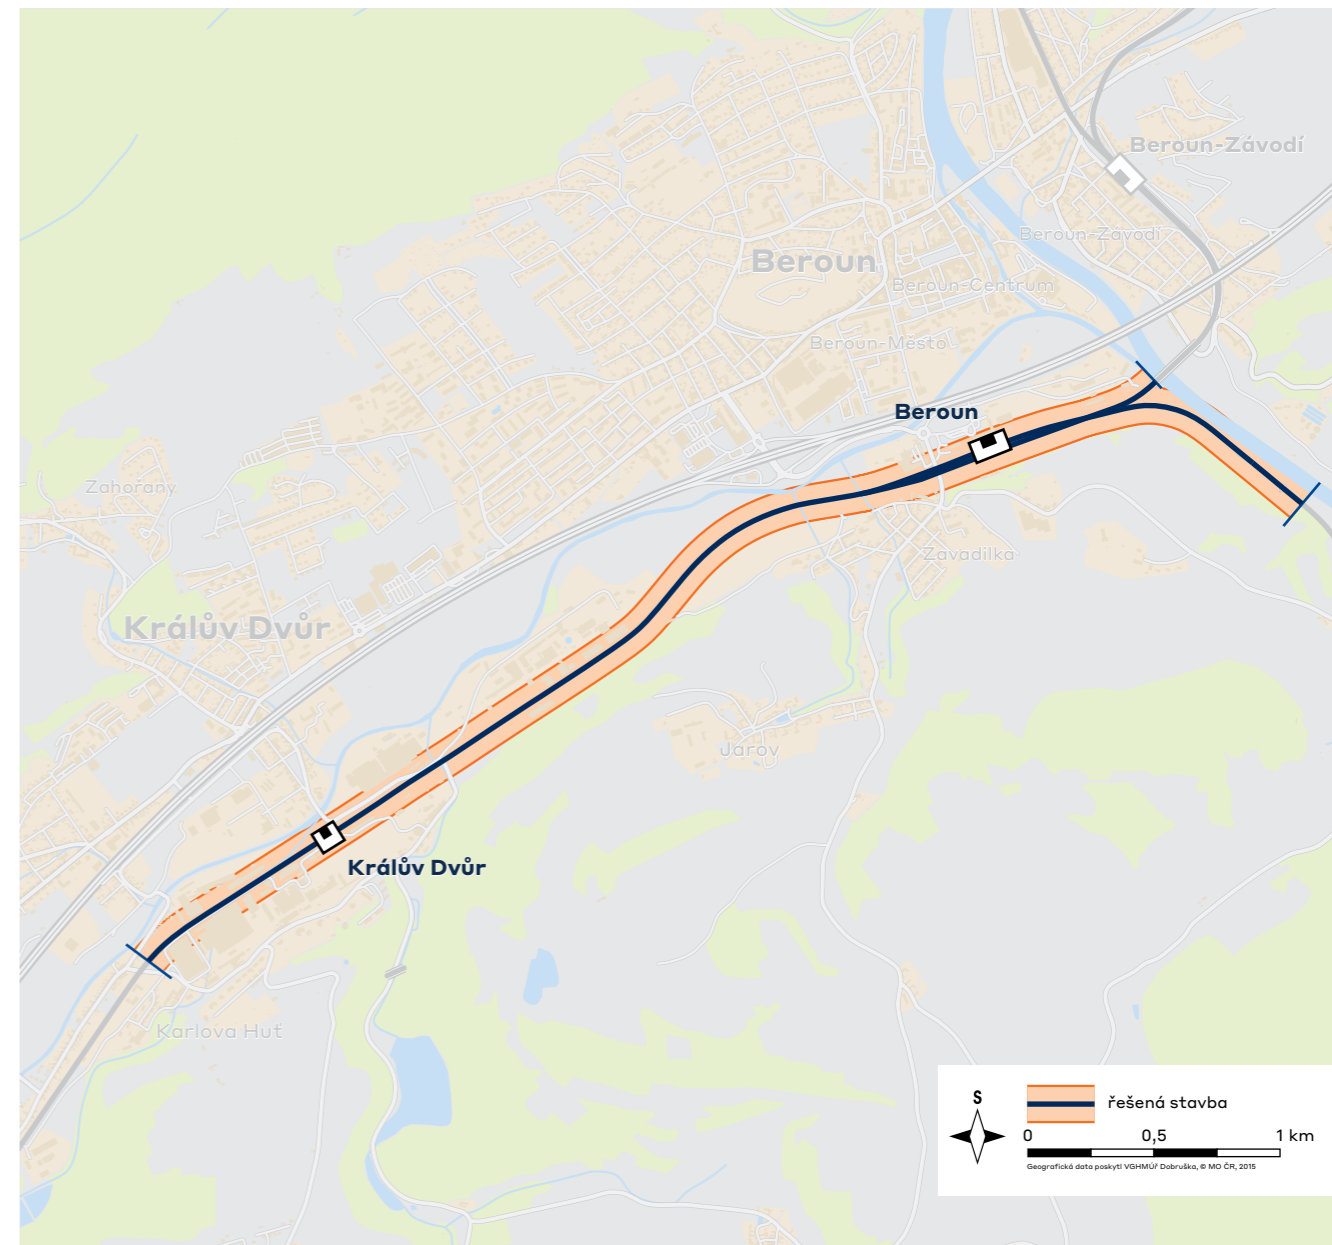 Beroun-Závodí
Beroun-Závodí
Beroun
Beroun-Centrum
Beroun-Město
Beroun
Zahořany
Zavadilka
Králův Dvůr
Jarov
Králův Dvůr
Karlova Huť
S
řešená stavba
0 0,5 1 km
Geografická data poskytl VGHMÚř Dobruška, © MO ČR, 2015